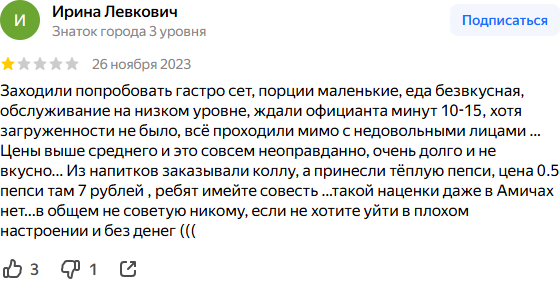 И
Ирина Левкович
Знаток города 3 уровня
Подписаться
26 ноября 2023
Заходили попробовать гастро сет, порции маленькие, еда безвкусная,
обслуживание на низком уровне, ждали официанта минут 10-15, хотя
загруженности не было, всё проходили мимо с недовольными лицами ...
Цены выше среднего и это совсем неоправданно, очень долго и не
вкусно... Из напитков заказывали коллу, а принесли тёплую пепси, цена 0.5
пепси там 7 рублей , ребят имейте совесть ...такой наценки даже в Амичах
нет...в общем не советую никому, если не хотите уйти в плохом
настроении и без денег (((
3
1